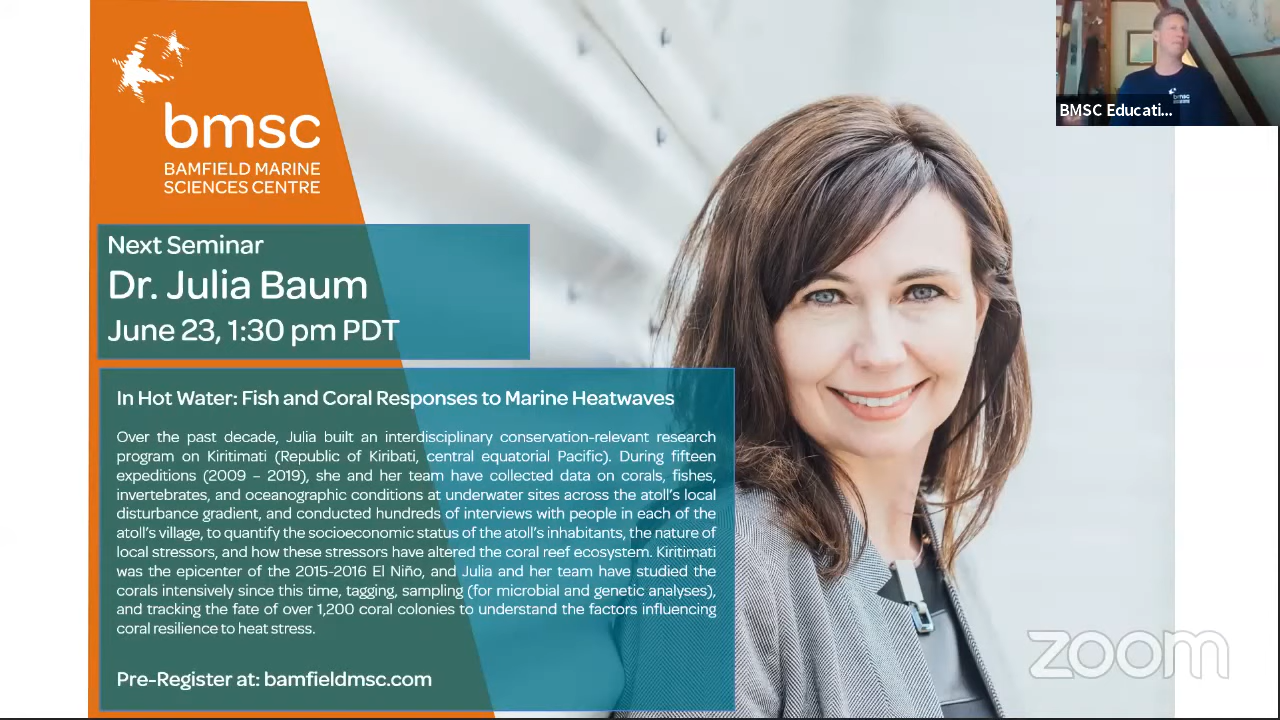 bmsc
BAMFIELD MARINE
SCIENCES CENTRE
Next Seminar
Dr. Julia Baum
June 23, 1:30 pm PDT
In Hot Water: Fish and Coral Responses to Marine Heatwaves
Over the past decade, Julia built an interdisciplinary conservation-relevant research
program on Kiritimati (Republic of Kiribati, central equatorial Pacific). During fifteen
expeditions (2009 – 2019), she and her team have collected data on corals, fishes,
invertebrates, and oceanographic conditions at underwater sites across the atoll's local
disturbance gradient, and conducted hundreds of interviews with people in each of the
atoll's village, to quantify the socioeconomic status of the atoll's inhabitants, the nature of
local stressors, and how these stressors have altered the coral reef ecosystem. Kiritimati
was the epicenter of the 2015-2016 El Niño, and Julia and her team have studied the
corals intensively since this time, tagging, sampling (for microbial and genetic analyses),
and tracking the fate of over 1,200 coral colonies to understand the factors influencing
coral resilience to heat stress.
Pre-Register at: bamfieldmsc.com
bmsc
BMSC Educati...
zoom